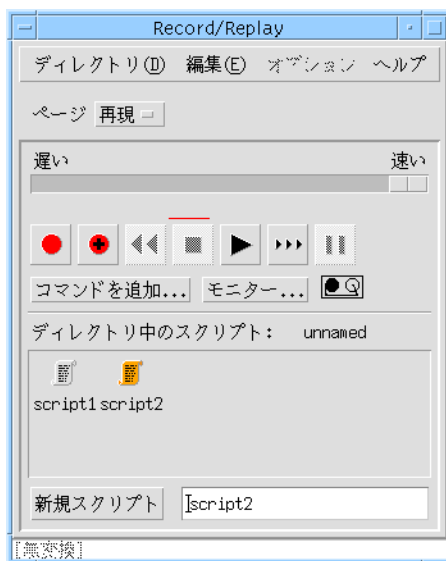 Record/Replay
ディレクトリ(D) 編集(E) オプション ヘルプ
ページ 再現
遅い 速い
コマンドを追加... モニター...
ディレクトリ中のスクリプト: unnamed
script1 script2
新規スクリプト script2
[無変換]